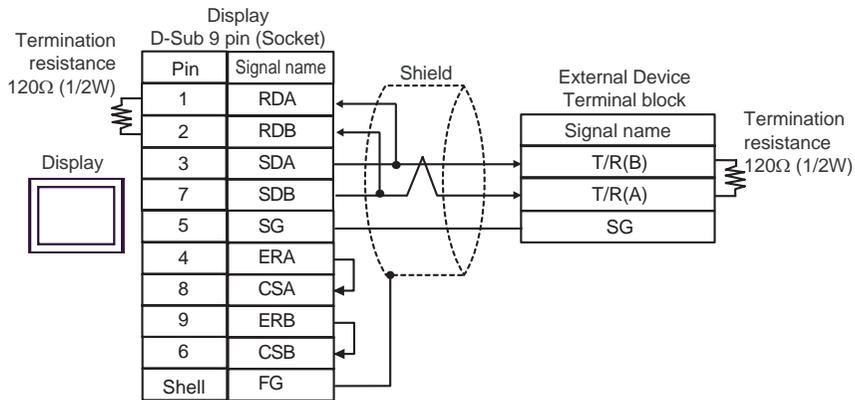 Display
D-Sub 9 pin (Socket)
Termination
resistance
120Ω (1/2W)
Pin Signal name
1 RDA
2 RDB
3 SDA
7 SDB
5 SG
4 ERA
8 CSA
9 ERB
6 CSB
Shell FG
Display
Shield
External Device
Terminal block
Signal name
T/R(B)
T/R(A)
SG
Termination
resistance
120Ω (1/2W)